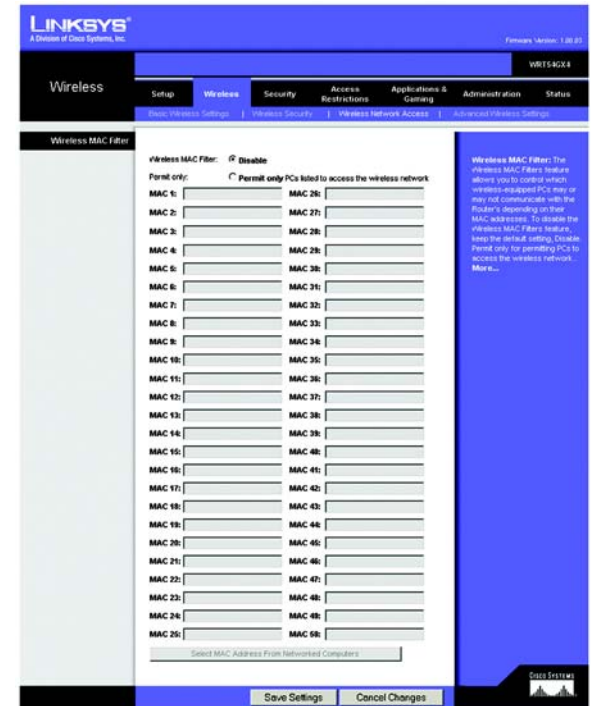 LINKSYS®
A Division of Cisco Systems, Inc.
Firmware Version: 1.00.01
WRT54GX4
Wireless
Setup
Wireless
Security
Access Restrictions
Applications & Gaming
Administration
Status
Basic Wireless Settings | Wireless Security | Wireless Network Access | Advanced Wireless Settings
Wireless MAC Filter
Wireless MAC Filter: Disable
Permit only: Permit only PCs listed to access the wireless network
MAC 1: MAC 26:
MAC 2: MAC 27:
MAC 3: MAC 28:
MAC 4: MAC 29:
MAC 5: MAC 30:
MAC 6: MAC 31:
MAC 7: MAC 32:
MAC 8: MAC 33:
MAC 9: MAC 34:
MAC 10: MAC 35:
MAC 11: MAC 36:
MAC 12: MAC 37:
MAC 13: MAC 38:
MAC 14: MAC 39:
MAC 15: MAC 40:
MAC 16: MAC 41:
MAC 17: MAC 42:
MAC 18: MAC 43:
MAC 19: MAC 44:
MAC 20: MAC 45:
MAC 21: MAC 46:
MAC 22: MAC 47:
MAC 23: MAC 48:
MAC 24: MAC 49:
MAC 25: MAC 50:
Select MAC Address From Networked Computers
Wireless MAC Filter: The
Wireless MAC Filters feature
allows you to control which
wireless-equipped PCs may or
may not communicate with the
Router's depending on their
MAC addresses. To disable the
Wireless MAC Filters feature,
keep the default setting, Disable.
Permit only for permitting PCs to
access the wireless network..
More...
Save Settings
Cancel Changes
CISCO SYSTEMS